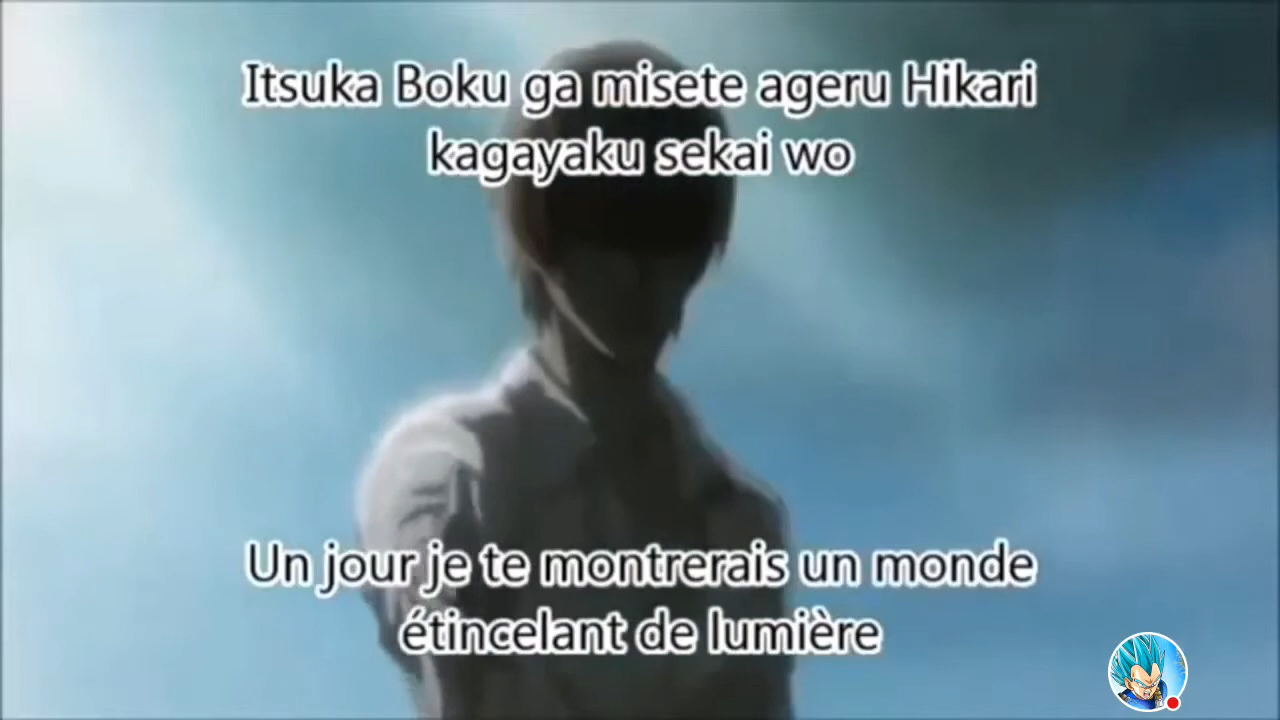 Itsuka Boku ga misete ageru Hikari
kagayaku sekai wo
Un jour je te montrerais un monde
étincelant de lumière